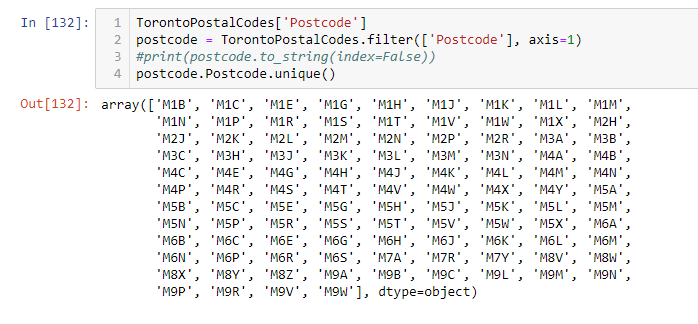 In [132]:
1 TorontoPostalCodes['Postcode']
2 postcode = TorontoPostalCodes.filter(['Postcode'], axis=1)
3 #print(postcode.to_string(index=False))
4 postcode.Postcode.unique()
Out[132]: array(['M1B', 'M1C', 'M1E', 'M1G', 'M1H', 'M1J', 'M1K', 'M1L', 'M1M',
'M1N', 'M1P', 'M1R', 'M1S', 'M1T', 'M1V', 'M1W', 'M1X', 'M2H',
'M2J', 'M2K', 'M2L', 'M2M', 'M2N', 'M2P', 'M2R', 'M3A', 'M3B',
'M3C', 'M3H', 'M3J', 'M3K', 'M3L', 'M3M', 'M3N', 'M4A', 'M4B',
'M4C', 'M4E', 'M4G', 'M4H', 'M4J', 'M4K', 'M4L', 'M4M', 'M4N',
'M4P', 'M4R', 'M4S', 'M4T', 'M4V', 'M4W', 'M4X', 'M4Y', 'M5A',
'M5B', 'M5C', 'M5E', 'M5G', 'M5H', 'M5J', 'M5K', 'M5L', 'M5M',
'M5N', 'M5P', 'M5R', 'M5S', 'M5T', 'M5V', 'M5W', 'M5X', 'M6A',
'M6B', 'M6C', 'M6E', 'M6G', 'M6H', 'M6J', 'M6K', 'M6L', 'M6M',
'M6N', 'M6P', 'M6R', 'M6S', 'M7A', 'M7R', 'M7Y', 'M8V', 'M8W',
'M8X', 'M8Y', 'M8Z', 'M9A', 'M9B', 'M9C', 'M9L', 'M9M', 'M9N',
'M9P', 'M9R', 'M9V', 'M9W'], dtype=object)